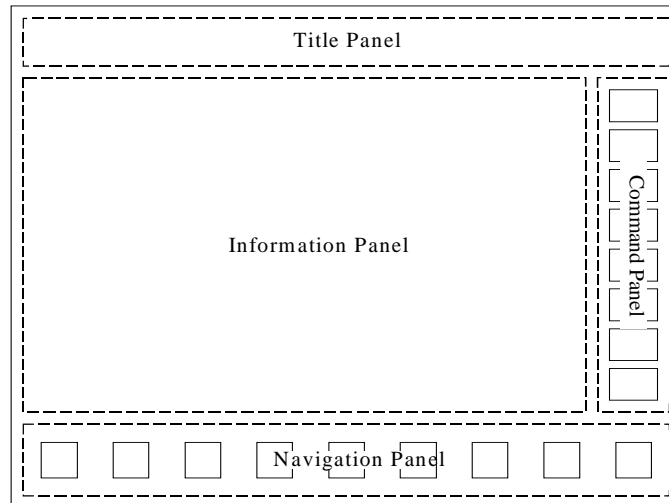 Title Panel
Information Panel
Command Panel
Navigation Panel